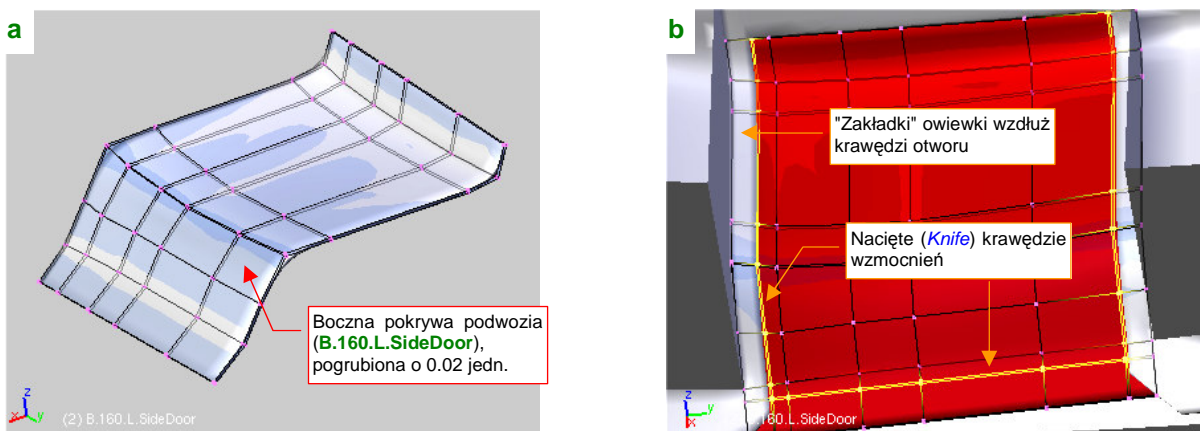 a
b
"Zakładki" owiewki wzdłuż
krawędzi otworu
Nacięte (Knife) krawędzie
wzmocnień
Boczna pokrywa podwozia
(B.160.L.SideDoor),
pogrubiona o 0.02 jedn.
z
x y
(2) B.160.L.SideDoor
z
x y
160.L.SideDoor